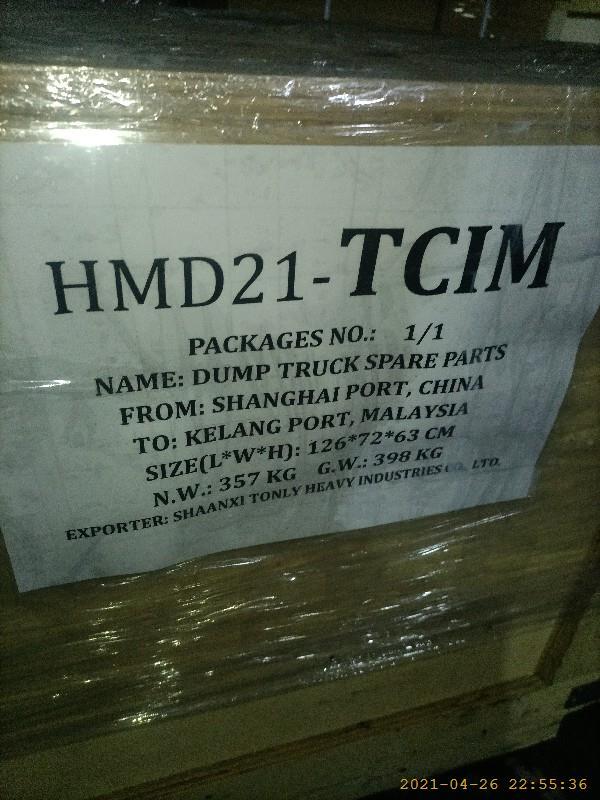 HMD21-TCIM
PACKAGES NO.: 1/1
NAME: DUMP TRUCK SPARE PARTS
FROM: SHANGHAI PORT, CHINA
TO: KELANG PORT, MALAYSIA
SIZE(L*W*H): 126*72*63 CM
N.W.: 357 KG G.W.: 398 KG
EXPORTER: SHAANXI TONLY HEAVY INDUSTRIES CO., LTD.
2021-04-26 22:55:36